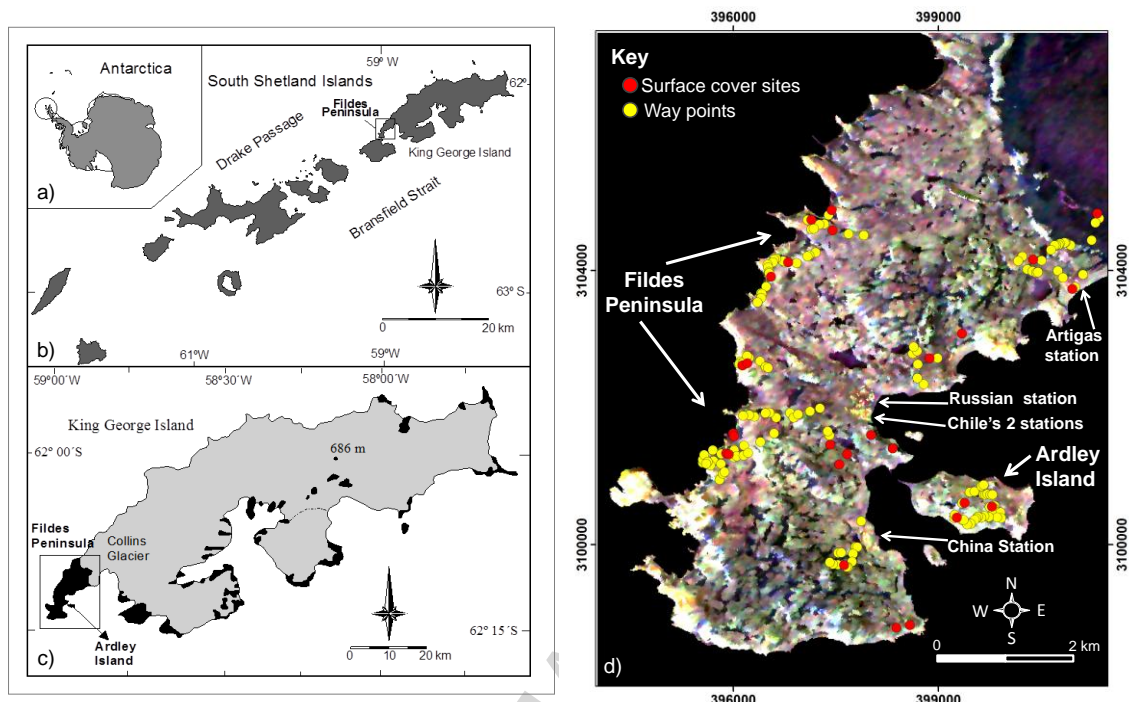 Antarctica
a)
South Shetland Islands
59° W
62°
Fildes
Peninsula
King George Island
Drake Passage
Bransfield Strait
63° S
0
20 km
b)
61°W
59° W
59°00´W
58°30´W
58°00´W
King George Island
62° 00´S
686 m
Fildes
Peninsula
Collins
Glacier
Ardley
Island
62° 15´S
0
10
20 km
c)
396000
399000
Key
Surface cover sites
Way points
3104000
3104000
Fildes
Peninsula
Artigas
station
Russian station
Chile's 2 stations
Ardley
Island
China Station
3100000
3100000
N
W
E
S
0
2 km
d)
396000
399000